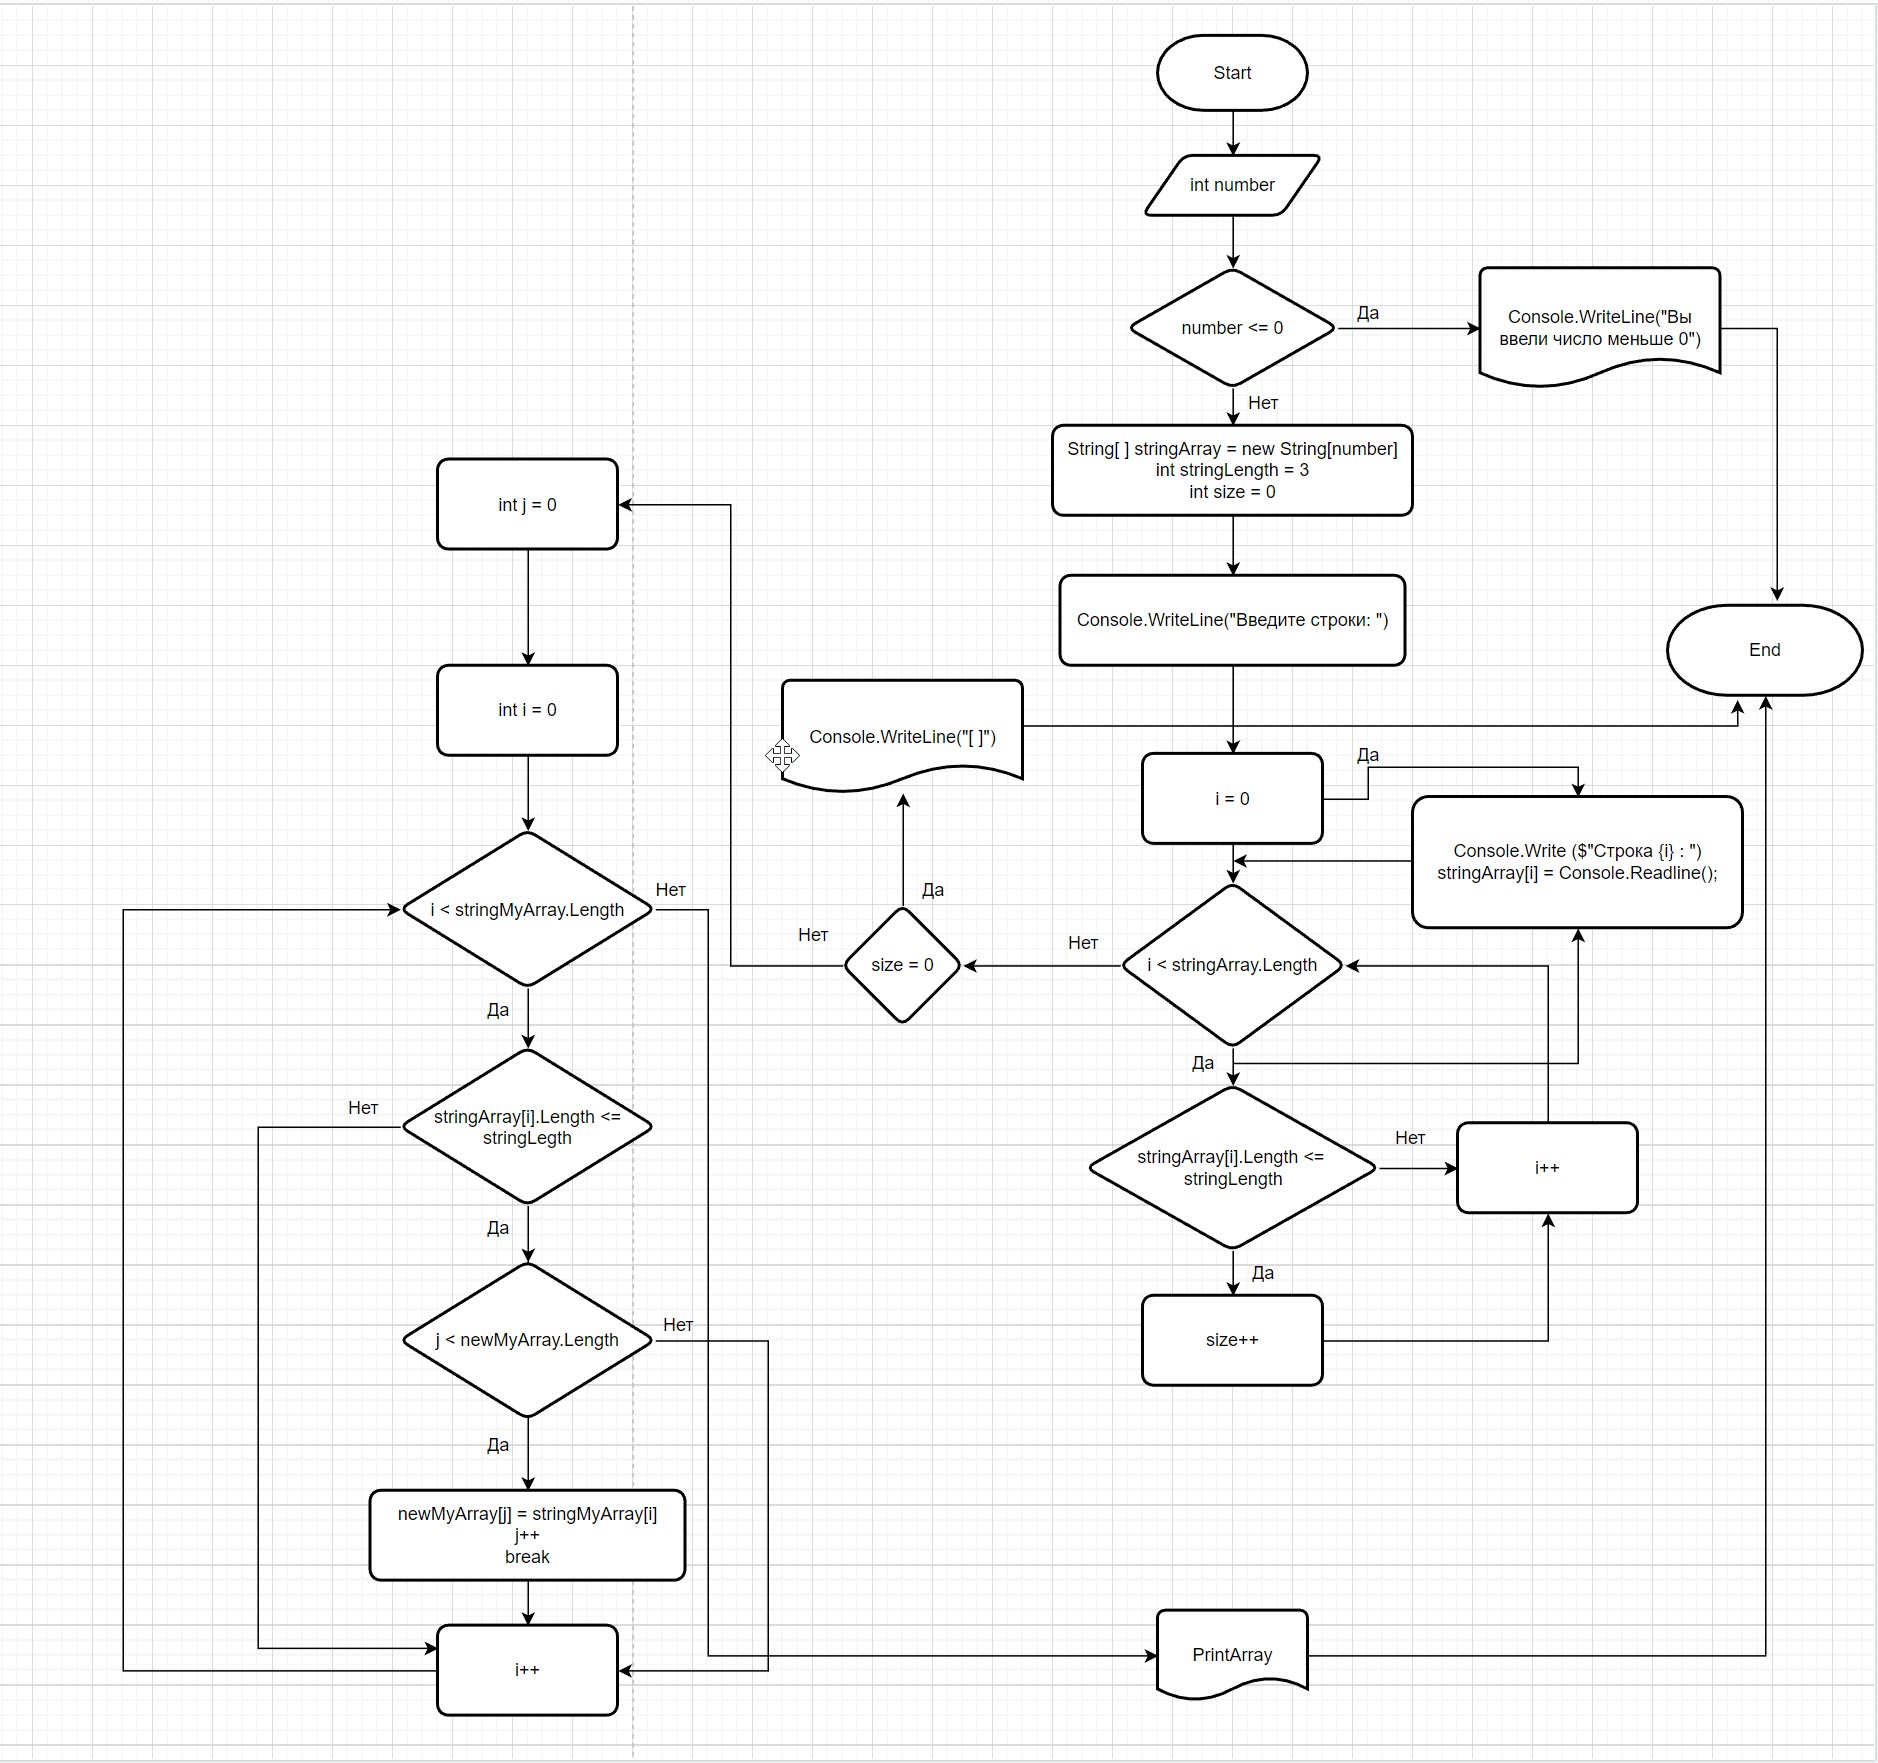 Start
int number
number <= 0
Да
Console.WriteLine("Вы
ввели число меньше 0")
Нет
String[ ] stringArray = new String[number]
int stringLength = 3
int size = 0
Console.WriteLine("Введите строки: ")
End
i = 0
Да
Console.Write ($"Строка {i} : ")
stringArray[i] = Console.Readline();
i < stringArray.Length
Нет
Да
stringArray[i].Length <=
stringLength
Нет
i++
Да
size++
size = 0
Да
Console.WriteLine("[ ]")
Нет
int j = 0
int i = 0
i < stringMyArray.Length
Нет
Да
stringArray[i].Length <=
stringLegth
Нет
Да
j < newMyArray.Length
Нет
Да
newMyArray[j] = stringMyArray[i]
j++
break
i++
PrintArray